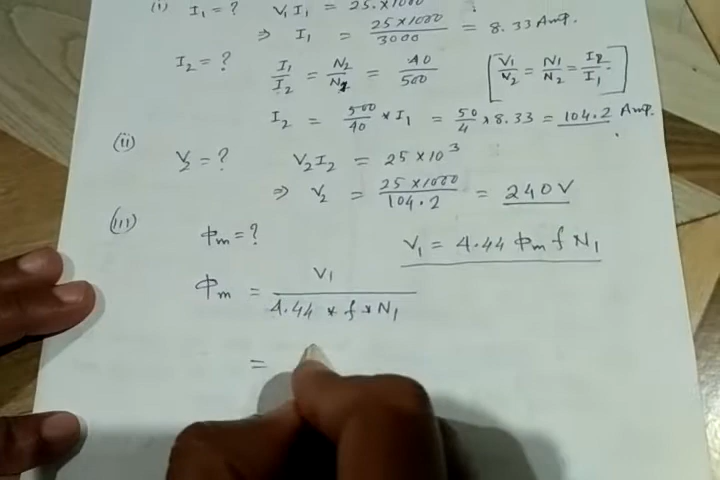 (i) I₁ = ? V₁I₁ = 25.×1000
⇒ I₁ = 25×1000/3000 = 8.33 Amp.
I₂ = ? I₁/I₂ = N₂/N₁ = 40/500 [V₁/V₂ = N₁/N₂ = I₂/I₁.]
I₂ = 500/40 * I₁ = 50/4 × 8.33 = 104.2 Amp.
(ii) V₂ = ? V₂I₂ = 25×10³
⇒ V₂ = 25×1000/104.2 = 240V
(iii) Φm = ? V₁ = 4.44 Φm f N₁
Φm = V₁/4.44 * f * N₁
=